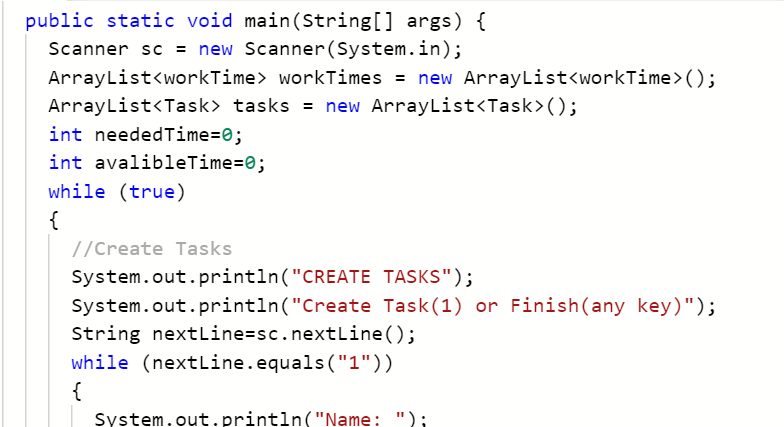 public static void main(String[] args) {
Scanner sc = new Scanner(System.in);
ArrayList<workTime> workTimes = new ArrayList<workTime>();
ArrayList<Task> tasks = new ArrayList<Task>();
int neededTime=0;
int avalibleTime=0;
while (true)
{
//Create Tasks
System.out.println("CREATE TASKS");
System.out.println("Create Task(1) or Finish(any key)");
String nextLine=sc.nextLine();
while (nextLine.equals("1"))
{
System.out.println("Name: ");